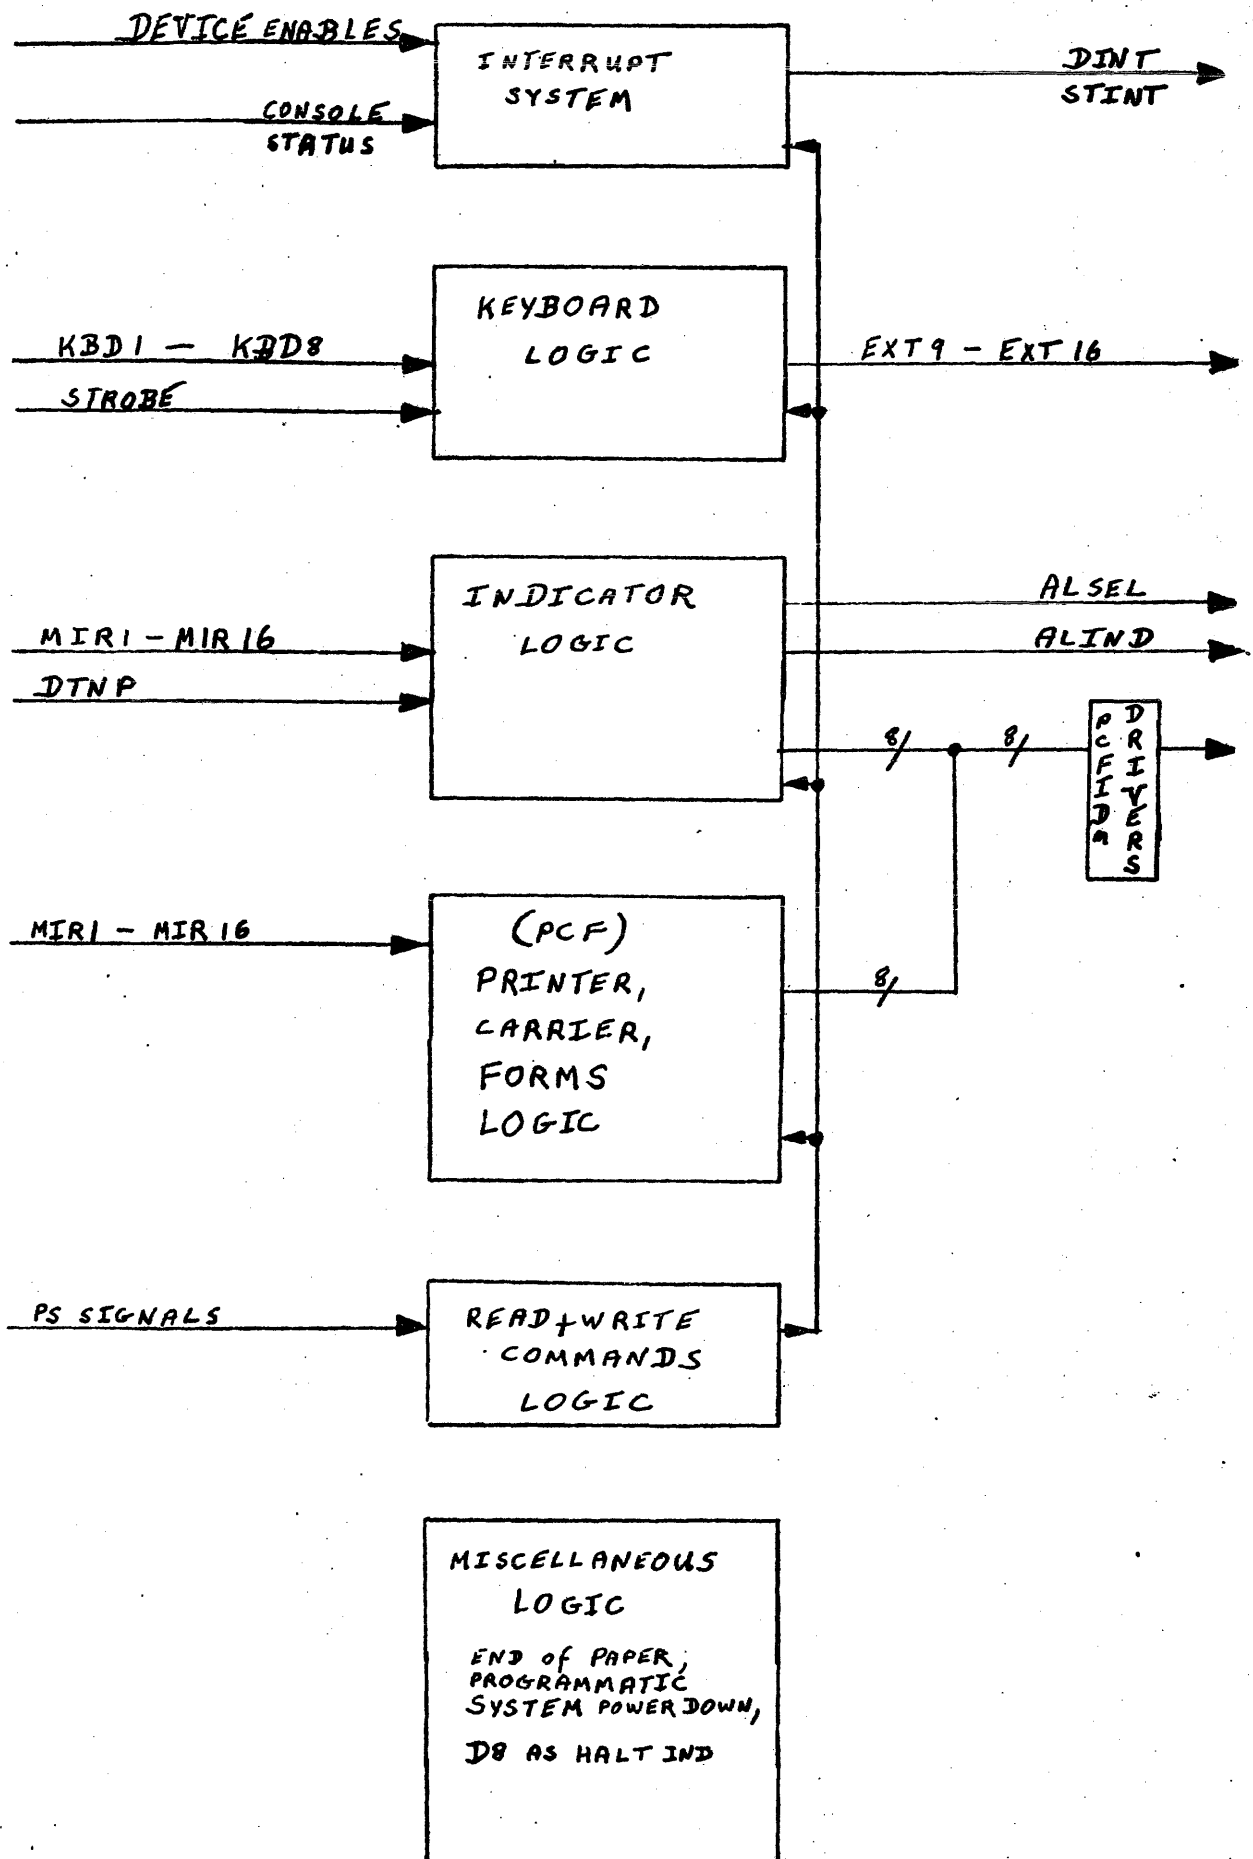 DEVICE ENABLES
INTERRUPT
SYSTEM
DINT
STINT
CONSOLE
STATUS
KEYBOARD
LOGIC
KBD1 - KBD8
STROBE
EXT9 - EXT16
INDICATOR
LOGIC
MIR1 - MIR16
DTNP
ALSEL
ALIND
8/
8/
DRIVERS
(PCF)
PRINTER,
CARRIER,
FORMS
LOGIC
MIR1 - MIR16
8/
PS SIGNALS
READ + WRITE
COMMANDS
LOGIC
MISCELLANEOUS
LOGIC
END of PAPER,
PROGRAMMATIC
SYSTEM POWER DOWN,
D8 AS HALT IND